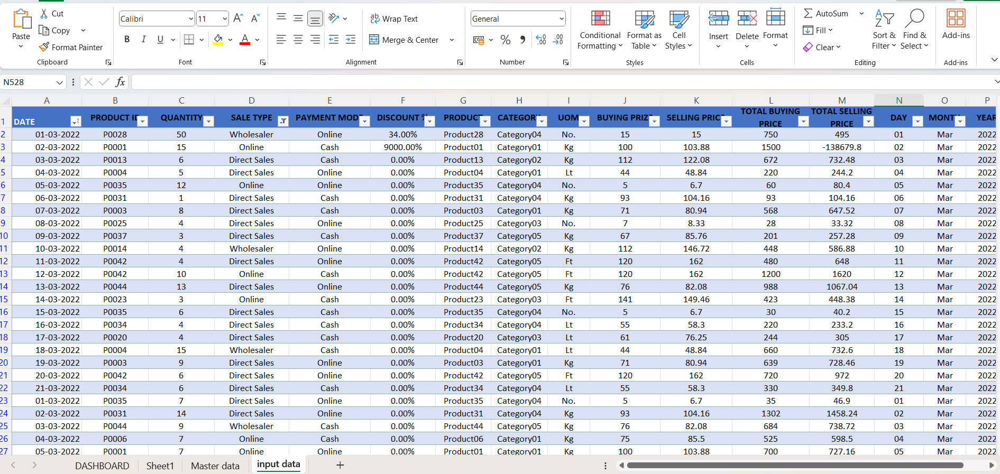 Cut
Copy
Format Painter
Paste
Clipboard
Calibri 11
B I U A
Font
Wrap Text
Merge & Center
Alignment
General
% .00
Number
Conditional Formatting
Format as Table
Cell Styles
Styles
Insert Delete Format
Cells
AutoSum
Fill
Clear
Sort & Filter
Find & Select
Editing
Add-ins
Add-ins
N528 fx
A B C D E F G H I J K L M N O P
1 DATE PRODUCT ID QUANTITY SALE TYPE PAYMENT MOD DISCOUNT % PRODUCT CATEGORY UOM BUYING PRIZ SELLING PRIC TOTAL BUYING PRICE TOTAL SELLING PRICE DAY MONT YEAR
2 01-03-2022 P0028 50 Wholesaler Online 34.00% Product28 Category04 No. 15 15 750 495 01 Mar 2022
3 02-03-2022 P0001 15 Online Cash 9000.00% Product01 Category01 Kg 100 103.88 1500 -138679.8 02 Mar 2022
4 03-03-2022 P0013 6 Direct Sales Cash 0.00% Product13 Category02 Kg 112 122.08 672 732.48 03 Mar 2022
5 04-03-2022 P0004 5 Direct Sales Online 0.00% Product04 Category01 Lt 44 48.84 220 244.2 04 Mar 2022
6 05-03-2022 P0035 12 Online Online 0.00% Product35 Category04 No. 5 6.7 60 80.4 05 Mar 2022
7 06-03-2022 P0031 1 Direct Sales Cash 0.00% Product31 Category04 Kg 93 104.16 93 104.16 06 Mar 2022
8 07-03-2022 P0003 8 Direct Sales Cash 0.00% Product03 Category01 Kg 71 80.94 568 647.52 07 Mar 2022
9 08-03-2022 P0025 4 Direct Sales Online 0.00% Product25 Category03 No. 7 8.33 28 33.32 08 Mar 2022
10 09-03-2022 P0037 3 Direct Sales Cash 0.00% Product37 Category05 Kg 67 85.76 201 257.28 09 Mar 2022
11 10-03-2022 P0014 4 Wholesaler Online 0.00% Product14 Category02 Kg 112 146.72 448 586.88 10 Mar 2022
12 11-03-2022 P0042 4 Direct Sales Online 0.00% Product42 Category05 Ft 120 162 480 648 11 Mar 2022
13 12-03-2022 P0042 10 Online Cash 0.00% Product42 Category05 Ft 120 162 1200 1620 12 Mar 2022
14 13-03-2022 P0044 13 Direct Sales Online 0.00% Product44 Category05 Kg 76 82.08 988 1067.04 13 Mar 2022
15 14-03-2022 P0023 3 Online Cash 0.00% Product23 Category03 Ft 141 149.46 423 448.38 14 Mar 2022
16 15-03-2022 P0035 6 Direct Sales Cash 0.00% Product35 Category04 No. 5 6.7 30 40.2 15 Mar 2022
17 16-03-2022 P0034 4 Direct Sales Cash 0.00% Product34 Category04 Lt 55 58.3 220 233.2 16 Mar 2022
18 17-03-2022 P0020 4 Direct Sales Cash 0.00% Product20 Category03 Lt 61 76.25 244 305 17 Mar 2022
19 18-03-2022 P0004 15 Wholesaler Cash 0.00% Product04 Category01 Lt 44 48.84 660 732.6 18 Mar 2022
20 19-03-2022 P0003 9 Direct Sales Online 0.00% Product03 Category01 Kg 71 80.94 639 728.46 19 Mar 2022
21 20-03-2022 P0042 6 Direct Sales Online 0.00% Product42 Category05 Ft 120 162 720 972 20 Mar 2022
22 21-03-2022 P0034 6 Direct Sales Cash 0.00% Product34 Category04 Lt 55 58.3 330 349.8 21 Mar 2022
23 01-03-2022 P0035 7 Direct Sales Online 0.00% Product35 Category04 No. 5 6.7 35 46.9 01 Mar 2022
24 02-03-2022 P0031 14 Direct Sales Online 0.00% Product31 Category04 Kg 93 104.16 1302 1458.24 02 Mar 2022
25 03-03-2022 P0044 9 Wholesaler Cash 0.00% Product44 Category05 Kg 76 82.08 684 738.72 03 Mar 2022
26 04-03-2022 P0006 7 Online Cash 0.00% Product06 Category01 Kg 75 85.5 525 598.5 04 Mar 2022
27 05-03-2022 P0001 7 Online Online 0.00% Product01 Category01 Kg 100 103.88 700 727.16 05 Mar 2022
DASHBOARD Sheet1 Master data input data